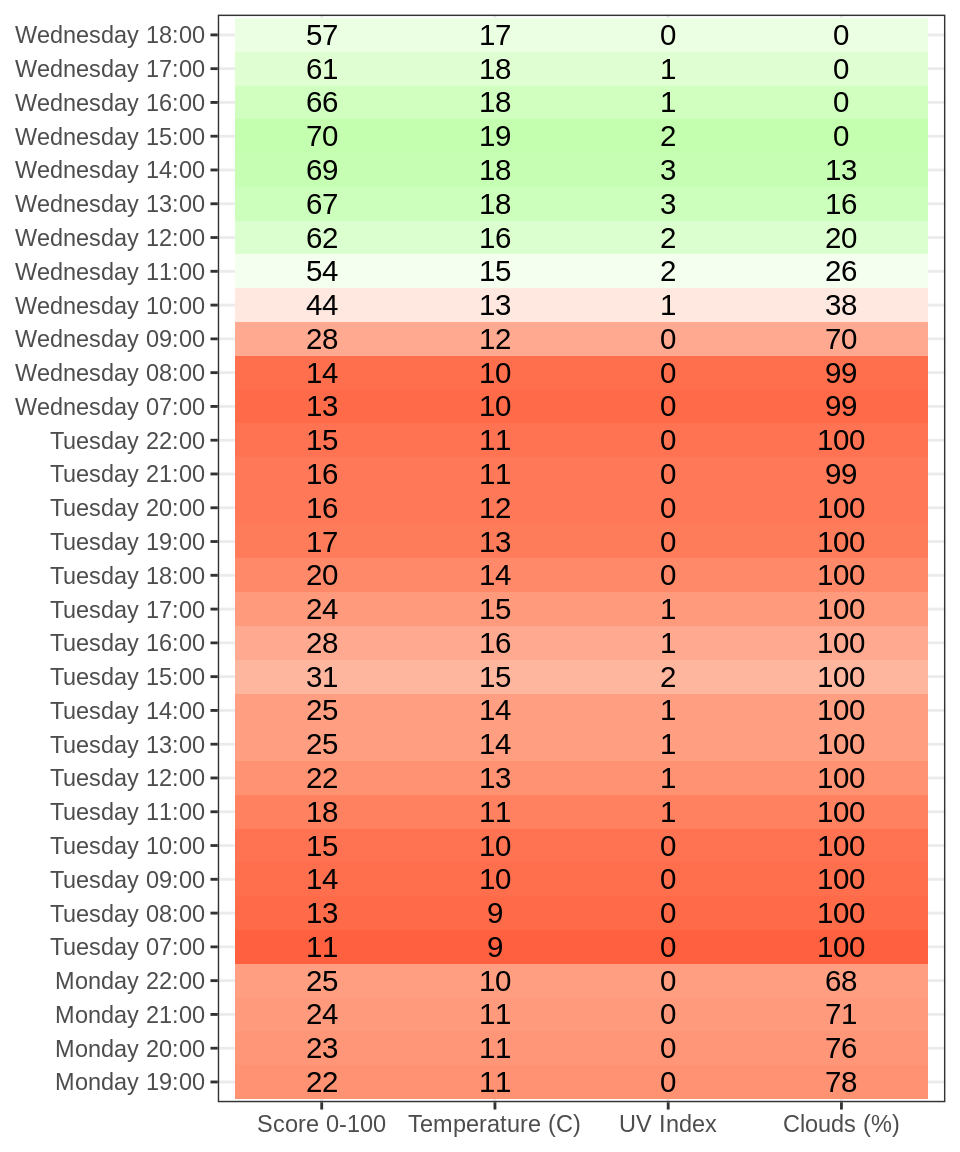 Wednesday 18:00 57 17 0 0
Wednesday 17:00 61 18 1 0
Wednesday 16:00 66 18 1 0
Wednesday 15:00 70 19 2 0
Wednesday 14:00 69 18 3 13
Wednesday 13:00 67 18 3 16
Wednesday 12:00 62 16 2 20
Wednesday 11:00 54 15 2 26
Wednesday 10:00 44 13 1 38
Wednesday 09:00 28 12 0 70
Wednesday 08:00 14 10 0 99
Wednesday 07:00 13 10 0 99
Tuesday 22:00 15 11 0 100
Tuesday 21:00 16 11 0 99
Tuesday 20:00 16 12 0 100
Tuesday 19:00 17 13 0 100
Tuesday 18:00 20 14 0 100
Tuesday 17:00 24 15 1 100
Tuesday 16:00 28 16 1 100
Tuesday 15:00 31 15 2 100
Tuesday 14:00 25 14 1 100
Tuesday 13:00 25 14 1 100
Tuesday 12:00 22 13 1 100
Tuesday 11:00 18 11 1 100
Tuesday 10:00 15 10 0 100
Tuesday 09:00 14 10 0 100
Tuesday 08:00 13 9 0 100
Tuesday 07:00 11 9 0 100
Monday 22:00 25 10 0 68
Monday 21:00 24 11 0 71
Monday 20:00 23 11 0 76
Monday 19:00 22 11 0 78
Score 0-100 Temperature (C) UV Index Clouds (%)